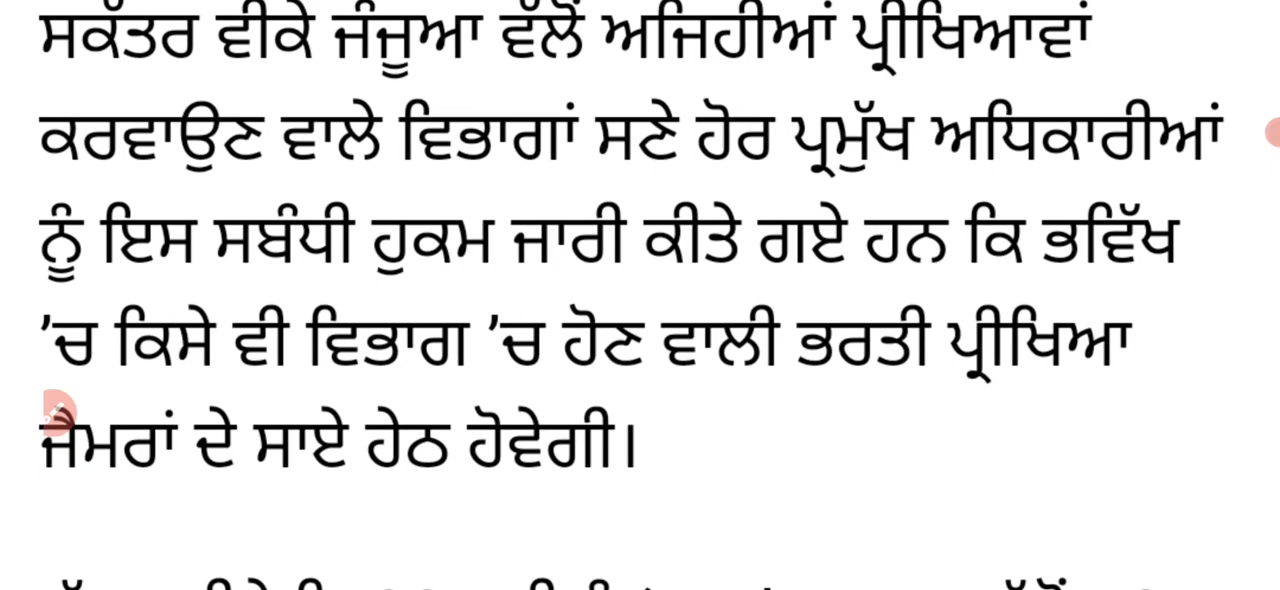 ਸਕੱਤਰ ਵੀਕੇ ਜੰਜੂਆ ਵੱਲੋਂ ਅਜਿਹੀਆਂ ਪ੍ਰੀਖਿਆਵਾਂ
ਕਰਵਾਉਣ ਵਾਲੇ ਵਿਭਾਗਾਂ ਸਣੇ ਹੋਰ ਪ੍ਰਮੁੱਖ ਅਧਿਕਾਰੀਆਂ
ਨੂੰ ਇਸ ਸਬੰਧੀ ਹੁਕਮ ਜਾਰੀ ਕੀਤੇ ਗਏ ਹਨ ਕਿ ਭਵਿੱਖ
’ਚ ਕਿਸੇ ਵੀ ਵਿਭਾਗ ’ਚ ਹੋਣ ਵਾਲੀ ਭਰਤੀ ਪ੍ਰੀਖਿਆ
ਜੈਮਰਾਂ ਦੇ ਸਾਏ ਹੇਠ ਹੋਵੇਗੀ।